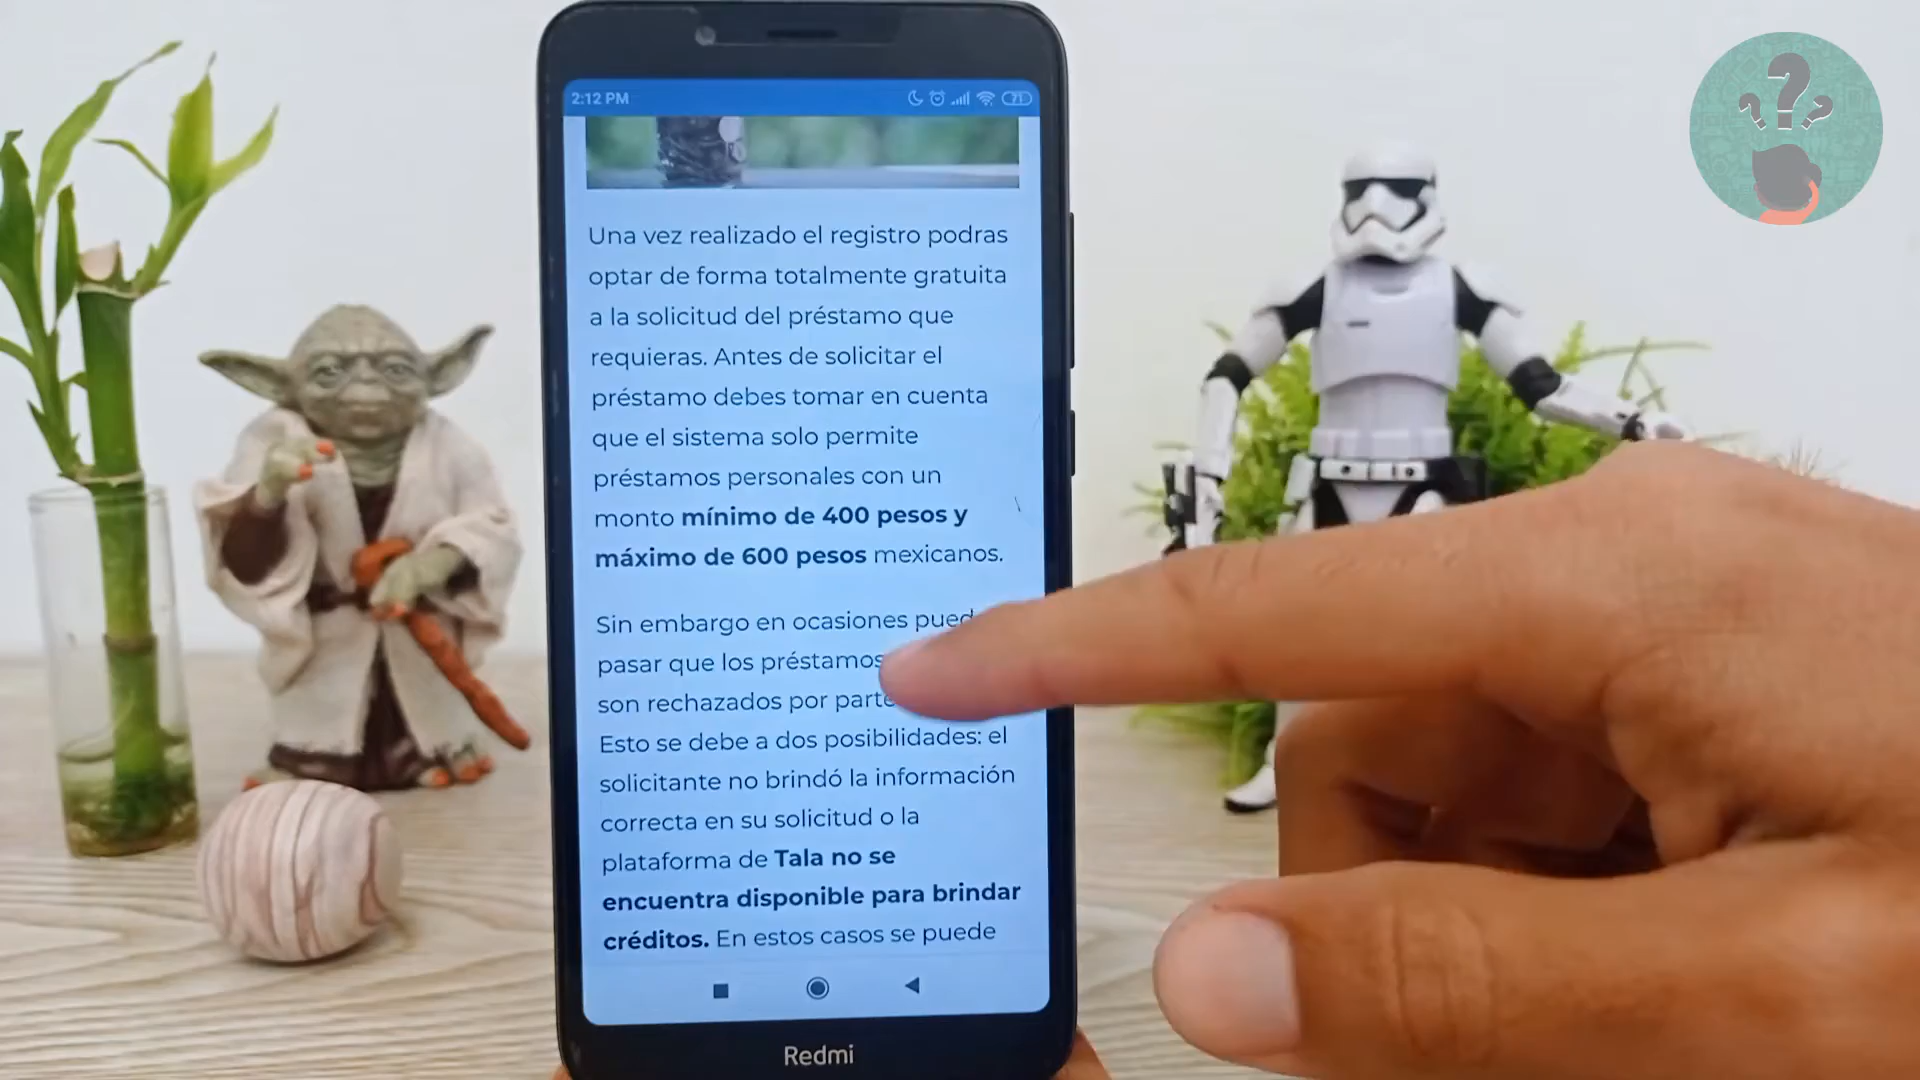 2:12 PM
71
Una vez realizado el registro podras
optar de forma totalmente gratuita
a la solicitud del préstamo que
requieras. Antes de solicitar el
préstamo debes tomar en cuenta
que el sistema solo permite
préstamos personales con un
monto mínimo de 400 pesos y
máximo de 600 pesos mexicanos.
Sin embargo en ocasiones
pasar que los préstamos
son rechazados por
Esto se debe a dos posibilidades: el
solicitante no brindó la información
correcta en su solicitud o la
plataforma de Tala no se
encuentra disponible para brindar
créditos. En estos casos se puede
Redmi